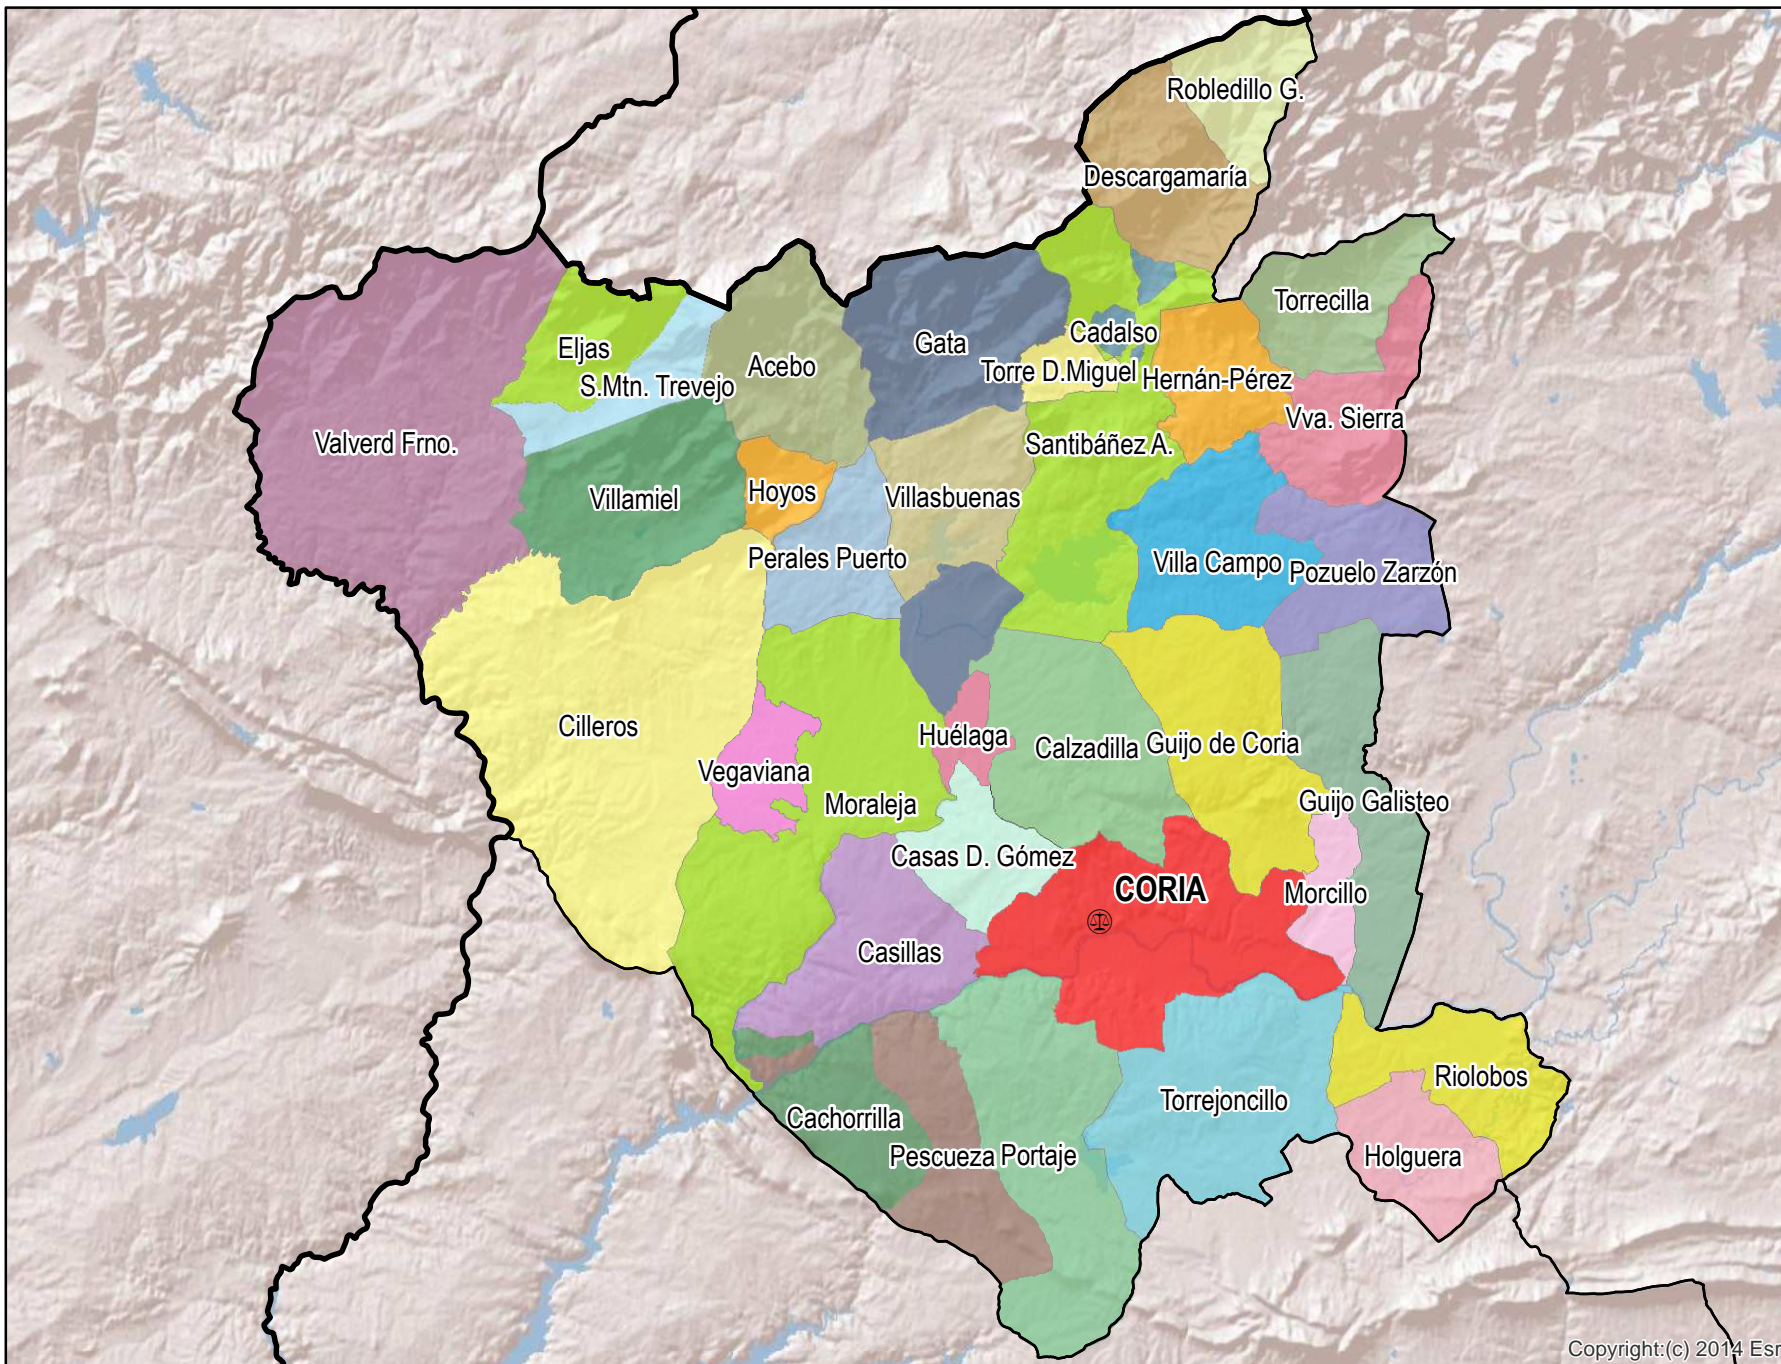 Robledillo G.
Descargamaría
Torrecilla
Cadalso
Gata
Eljas
Acebo
Torre D.Miguel
Hernán-Pérez
S.Mtn. Trevejo
Vva. Sierra
Valverd Frno.
Santibáñez A.
Hoyos
Villasbuenas
Villamiel
Perales Puerto
Villa Campo
Pozuelo Zarzón
Cilleros
Huélaga
Calzadilla
Guijo de Coria
Vegaviana
Moraleja
Guijo Galisteo
Casas D. Gómez
CORIA
Morcillo
Casillas
Riolobos
Torrejoncillo
Cachorrilla
Pescueza
Portaje
Holguera
Copyright:(c) 2014 Esr